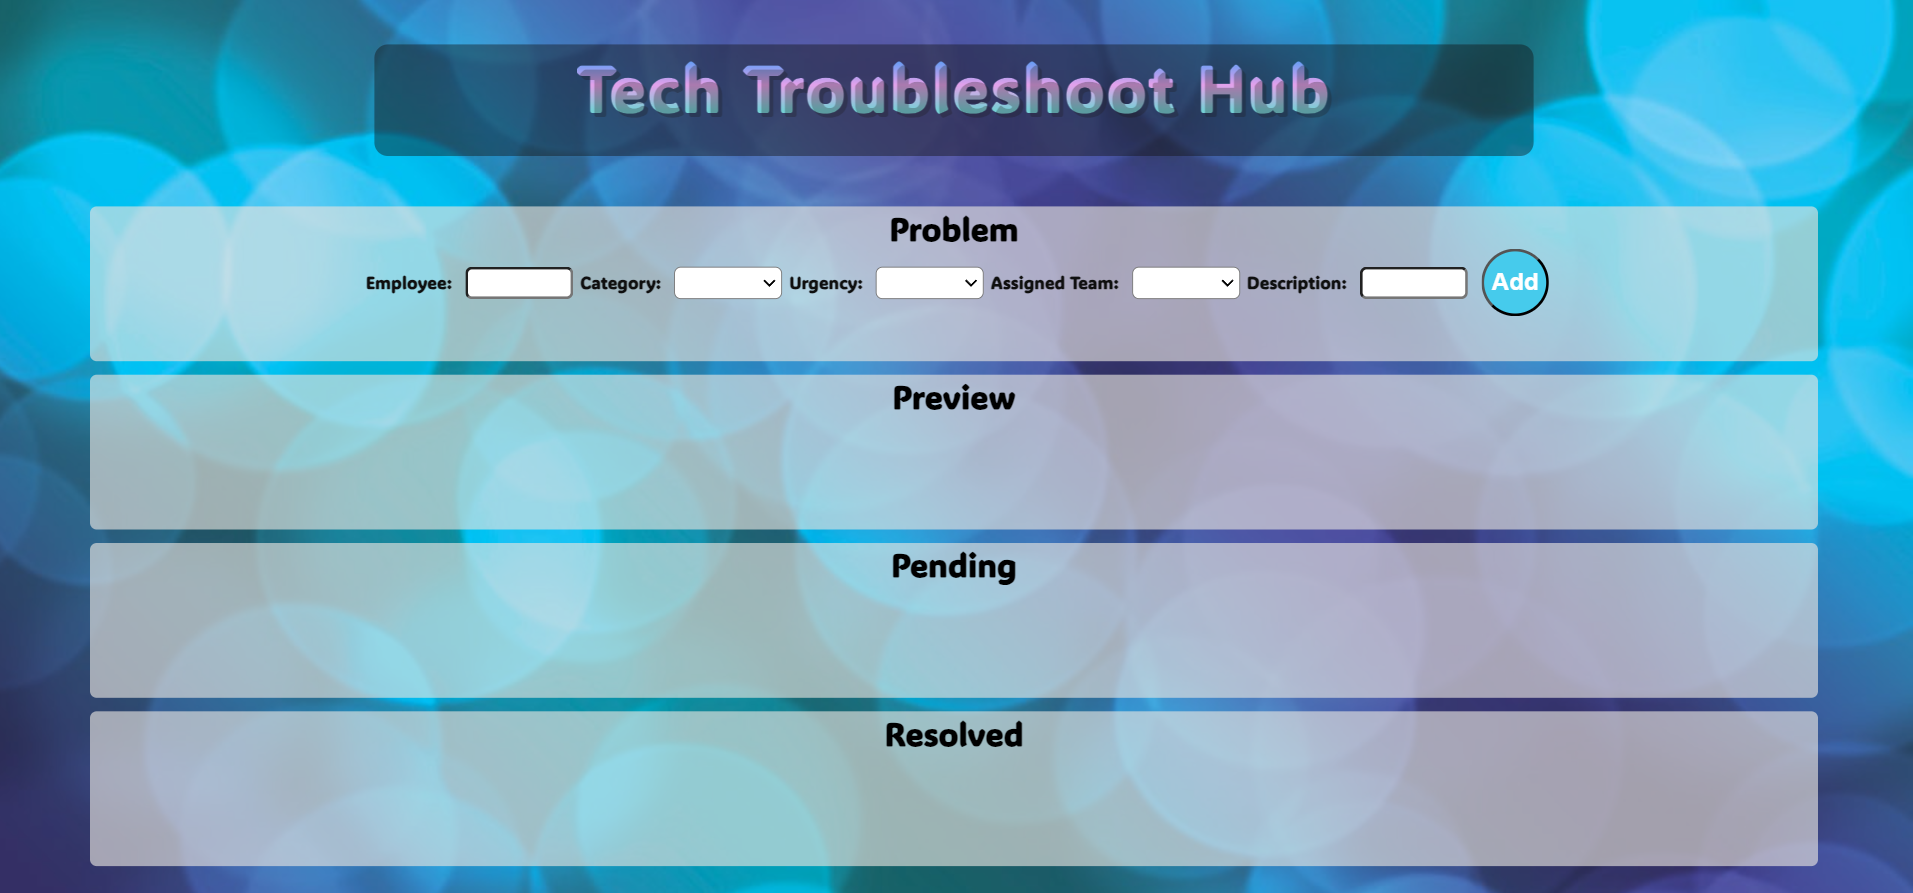 Tech Troubleshoot Hub
Problem
Employee: Category: Urgency: Assigned Team: Description: Add
Preview
Pending
Resolved